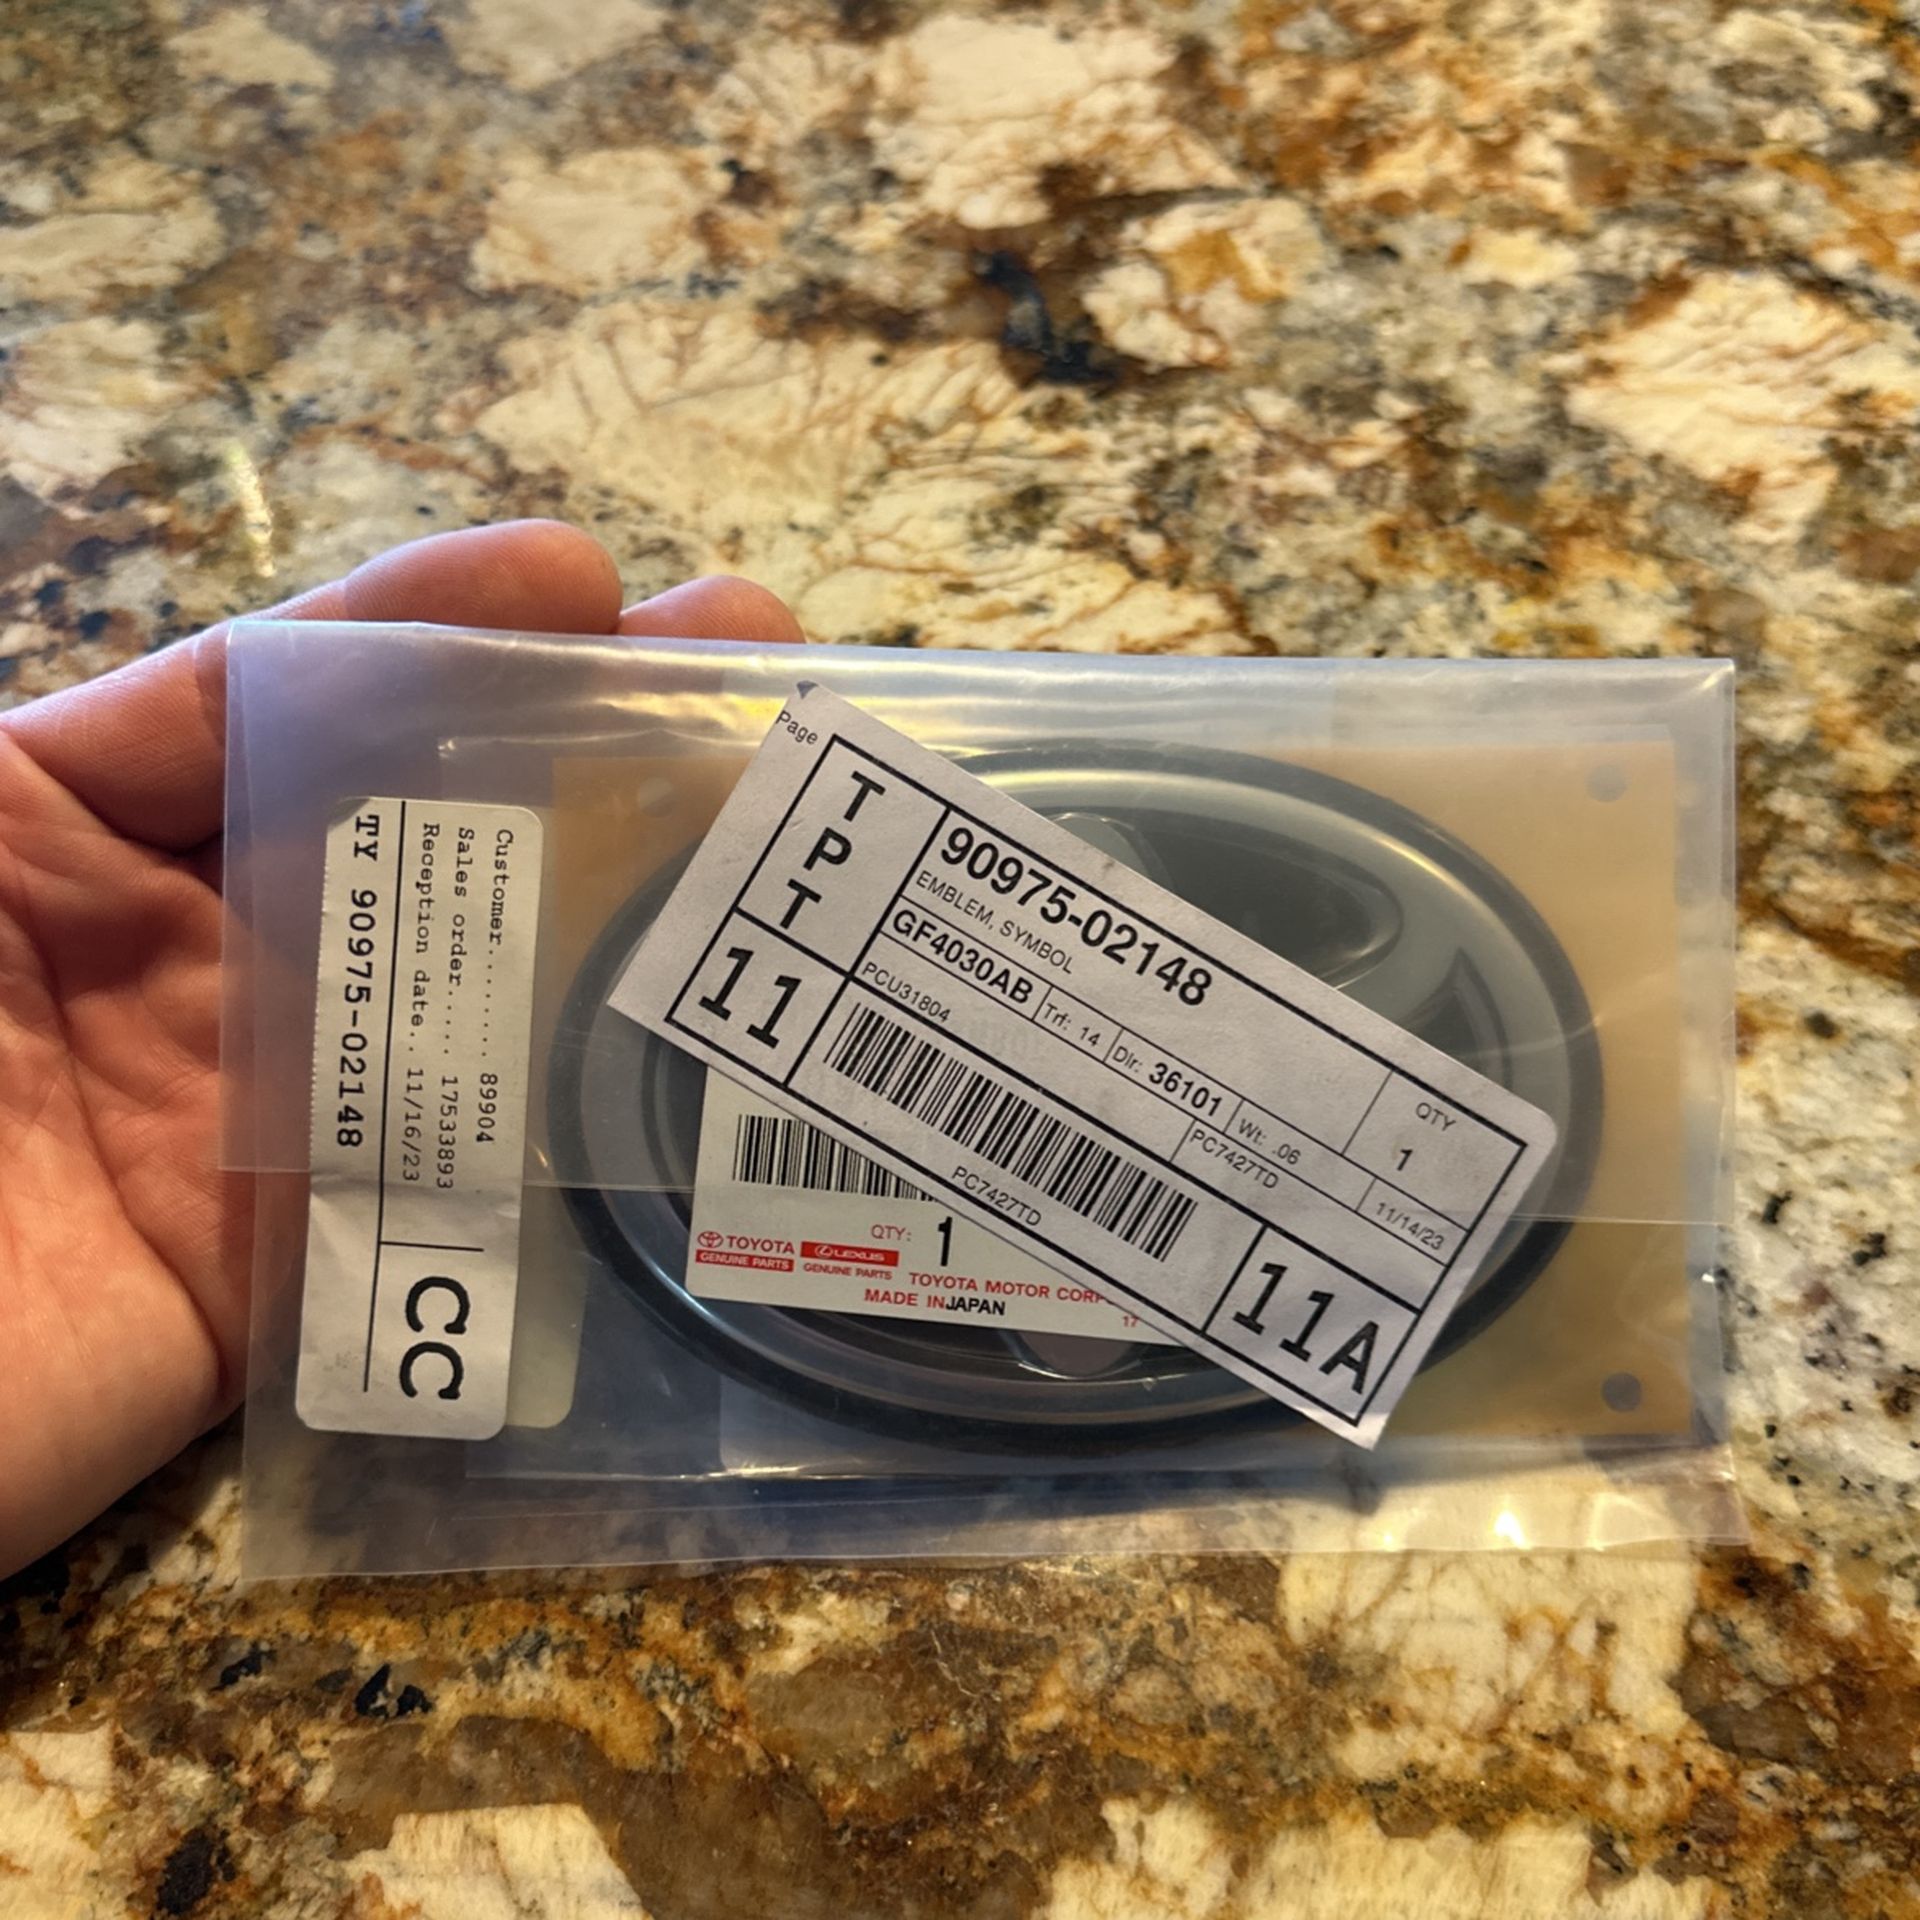 Page
TPT
90975-02148
EMBLEM, SYMBOL
GF4030AB Trf: 14 Dlr: 36101 Wt: .06
QTY
1
PCU31804
PC7427TD
11/14/23
11
PC7427TD
11A
Customer........ 89904
Sales order..... 17533893
Reception date.. 11/16/23
TY 90975-02148
CC
QTY: 1
TOYOTA
GENUINE PARTS
LEXUS
GENUINE PARTS
TOYOTA MOTOR
MADE IN JAPAN
17